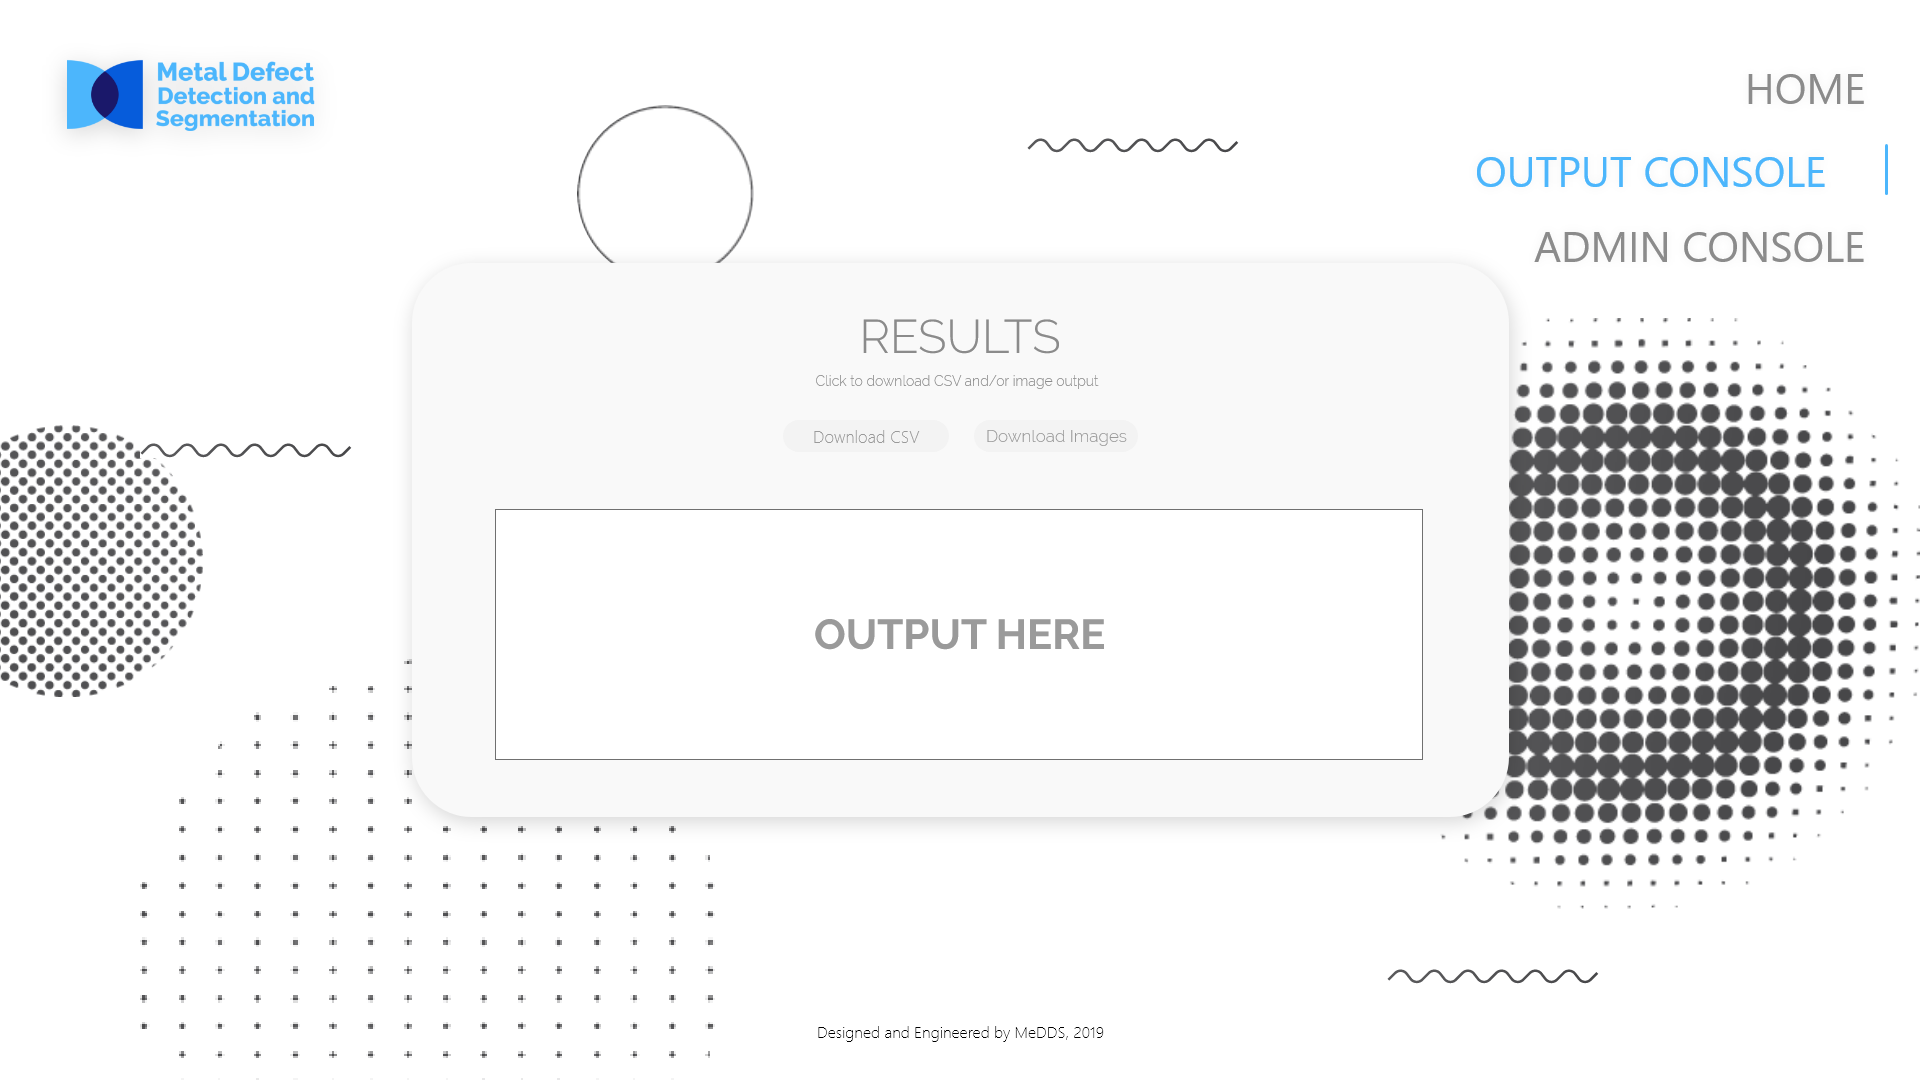 Metal Defect
Detection and
Segmentation
HOME
OUTPUT CONSOLE
ADMIN CONSOLE
RESULTS
Click to download CSV and/or image output
Download CSV
Download Images
OUTPUT HERE
Designed and Engineered by MeDDS, 2019